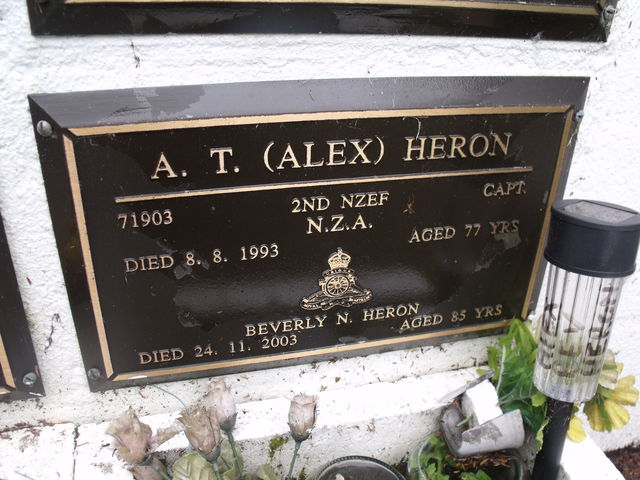 A. T. (ALEX) HERON
71903 2ND NZEF CAPT.
N.Z.A.
DIED 8. 8. 1993 AGED 77 YRS
BEVERLY N. HERON
DIED 24. 11. 2003 AGED 85 YRS